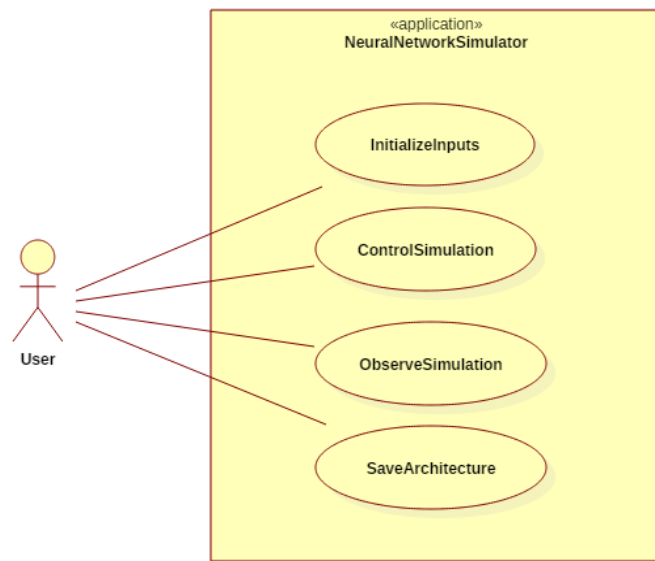 «application»
NeuralNetworkSimulator
InitializeInputs
ControlSimulation
User
ObserveSimulation
SaveArchitecture